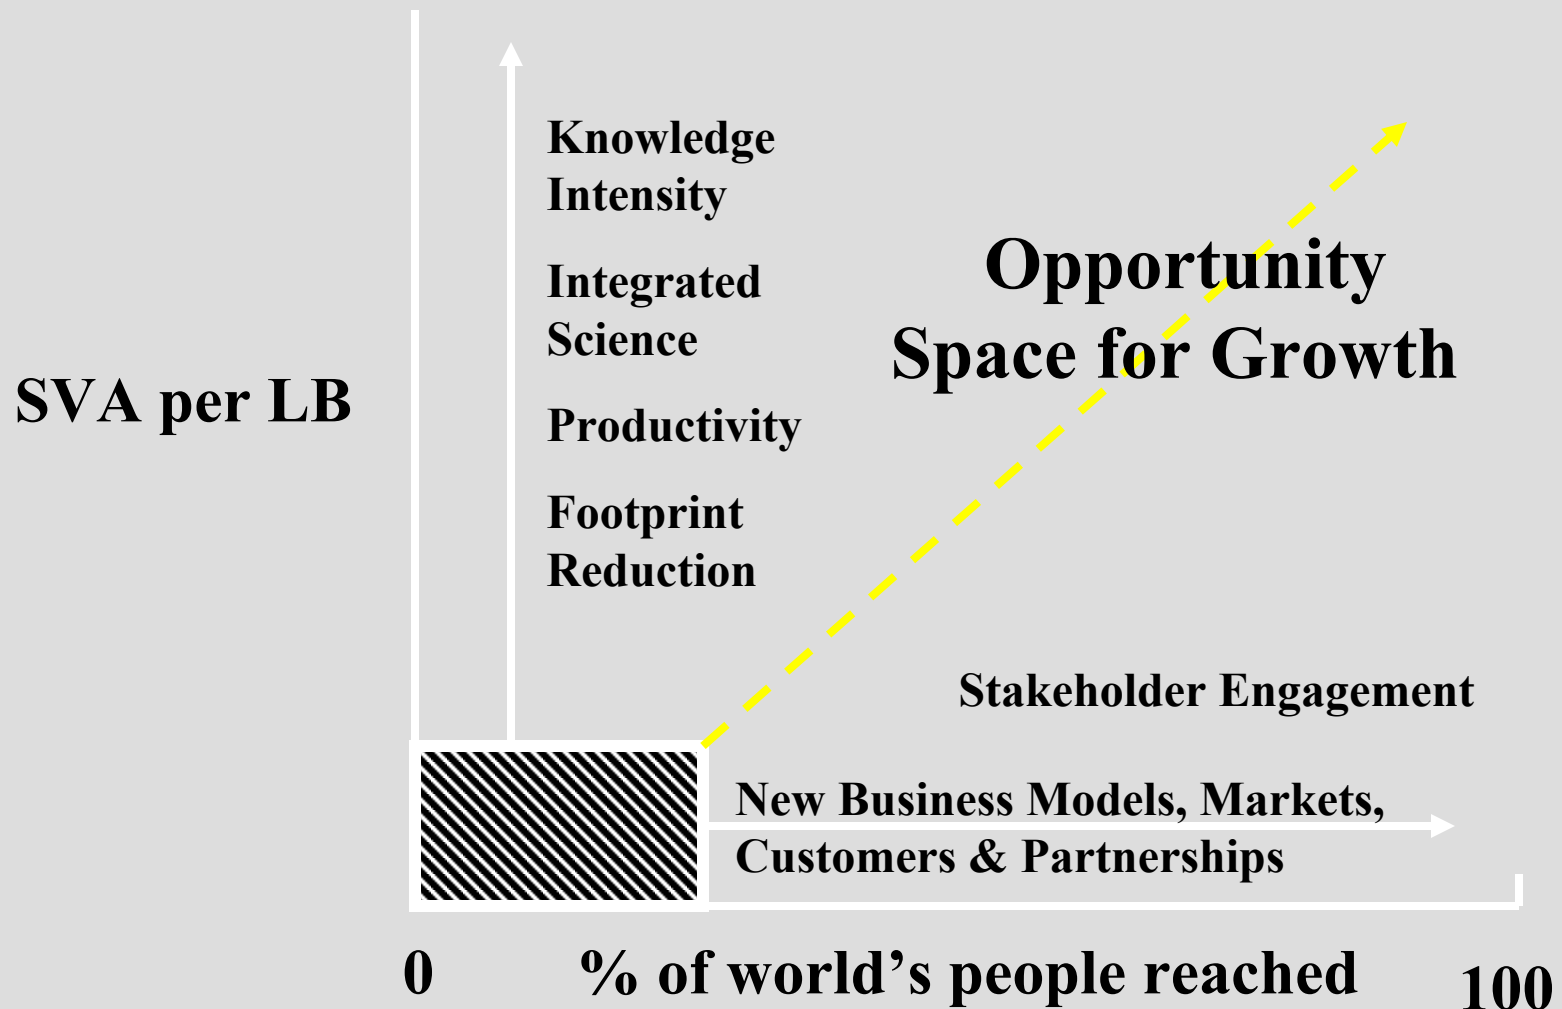 Knowledge
Intensity
Integrated
Science
Productivity
Footprint
Reduction
Opportunity
Space for Growth
SVA per LB
Stakeholder Engagement
New Business Models, Markets,
Customers & Partnerships
0
% of world’s people reached
100